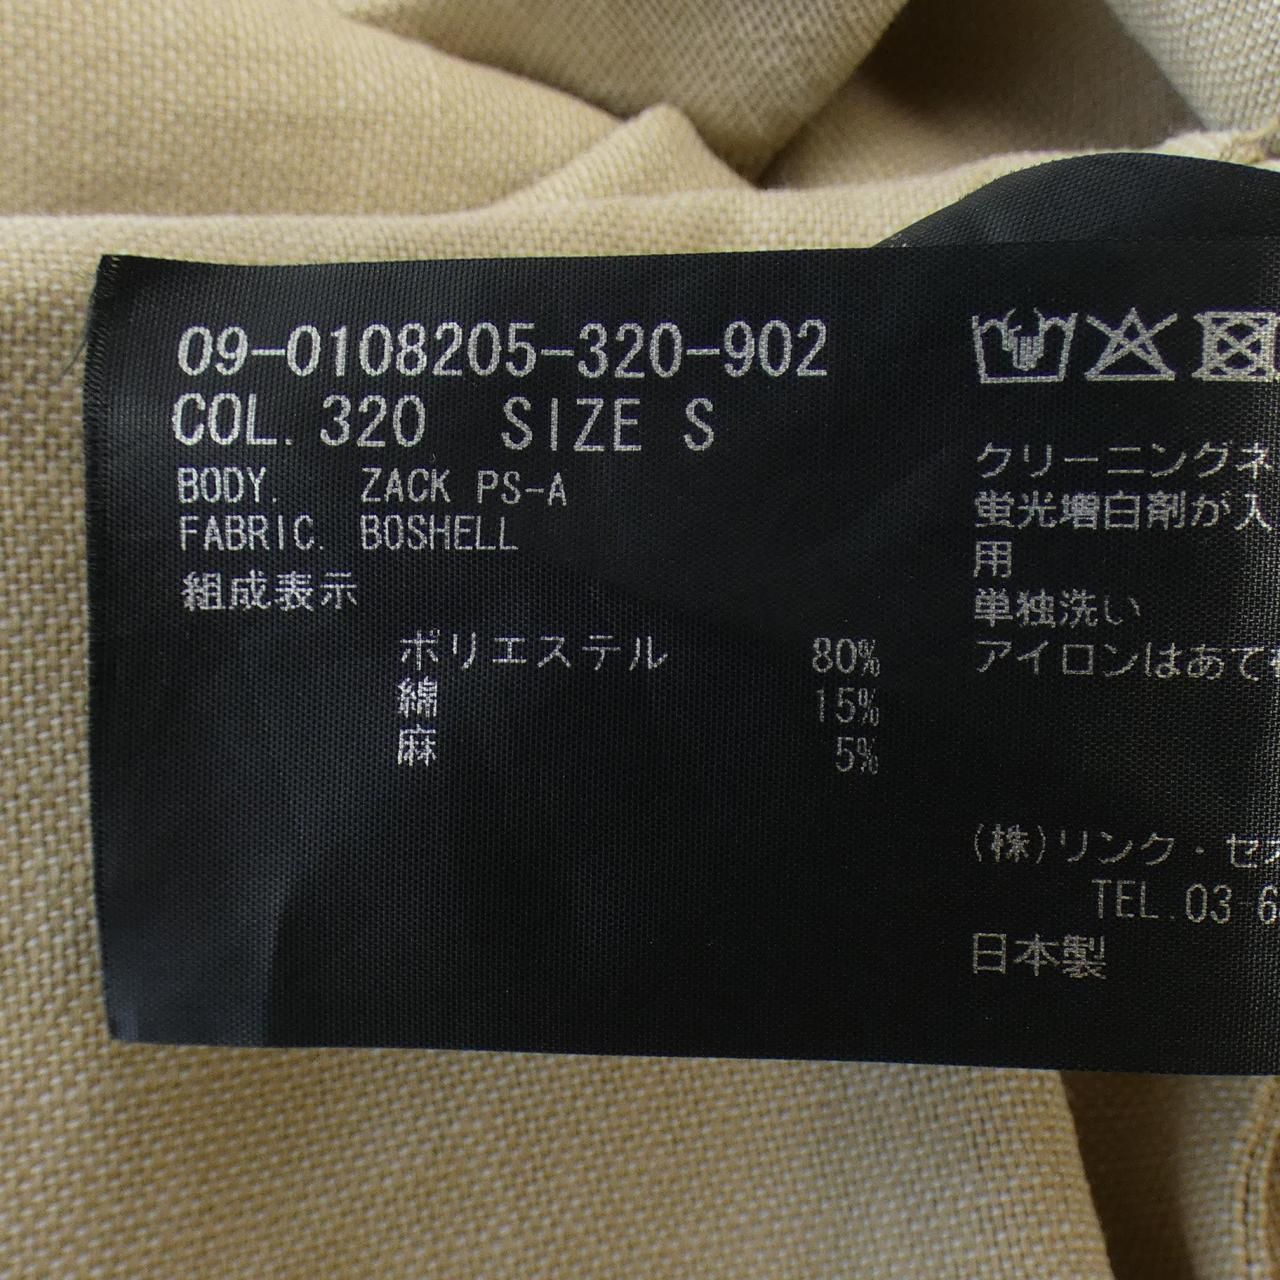 09-0108205-320-902
COL. 320 SIZE S
BODY. ZACK PS-A
FABRIC. BOSHELL
組成表示
ポリエステル 80%
綿 15%
麻 5%
クリーニングネ
蛍光増白剤が入
用
単独洗い
アイロンはあて
(株)リンク・セ
TEL.03-6
日本製